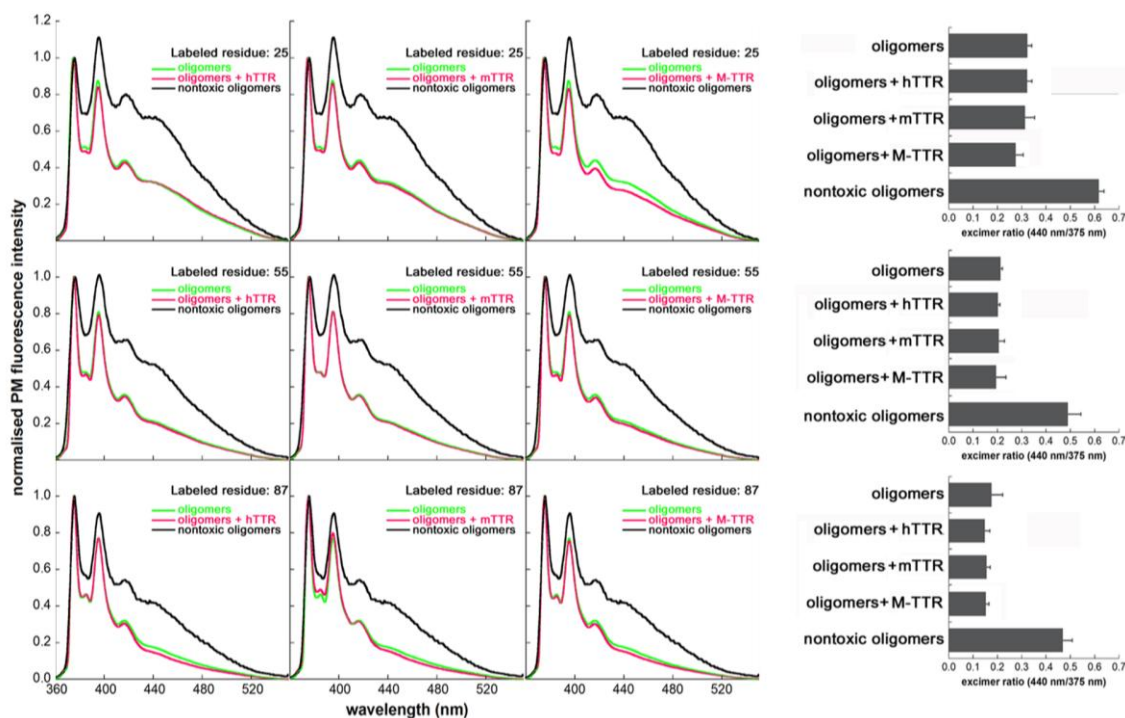 normalised PM fluorescence intensity
1.2
1.0
0.8
0.6
0.4
0.2
Labeled residue: 25
oligomers
oligomers + hTTR
nontoxic oligomers
Labeled residue: 25
oligomers
oligomers + mTTR
nontoxic oligomers
Labeled residue: 25
oligomers
oligomers + M-TTR
nontoxic oligomers
oligomers
oligomers + hTTR
oligomers + mTTR
oligomers+ M-TTR
nontoxic oligomers
0.0 0.1 0.2 0.3 0.4 0.5 0.6 0.7
excimer ratio (440 nm/375 nm)
1.0
0.8
0.6
0.4
0.2
Labeled residue: 55
oligomers
oligomers + hTTR
nontoxic oligomers
Labeled residue: 55
oligomers
oligomers + mTTR
nontoxic oligomers
Labeled residue: 55
oligomers
oligomers + M-TTR
nontoxic oligomers
oligomers
oligomers + hTTR
oligomers + mTTR
oligomers+ M-TTR
nontoxic oligomers
0.0 0.1 0.2 0.3 0.4 0.5 0.6 0.7
excimer ratio (440 nm/375 nm)
1.0
0.8
0.6
0.4
0.2
0.0
Labeled residue: 87
oligomers
oligomers + hTTR
nontoxic oligomers
Labeled residue: 87
oligomers
oligomers + mTTR
nontoxic oligomers
Labeled residue: 87
oligomers
oligomers + M-TTR
nontoxic oligomers
360 400 440 480 520
400 440 480 520
400 440 480 520
wavelength (nm)
oligomers
oligomers + hTTR
oligomers + mTTR
oligomers+ M-TTR
nontoxic oligomers
0.0 0.1 0.2 0.3 0.4 0.5 0.6 0.7
excimer ratio (440 nm/375 nm)